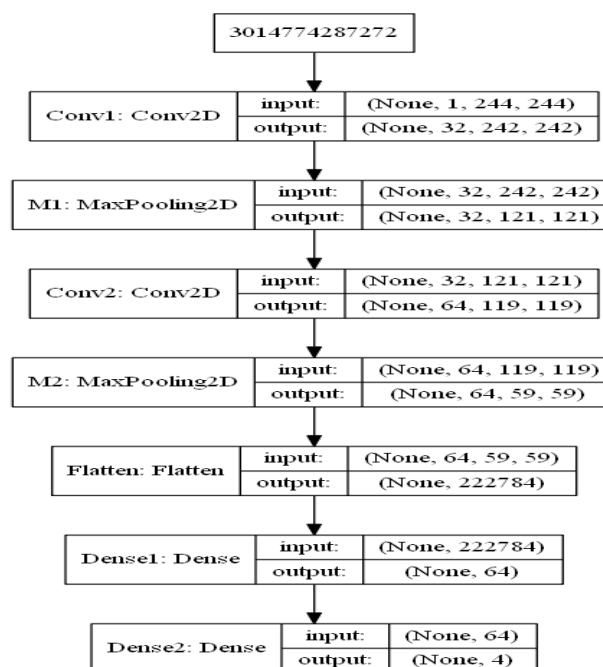 3014774287272
Conv1: Conv2D
input: (None, 1, 244, 244)
output: (None, 32, 242, 242)
M1: MaxPooling2D
input: (None, 32, 242, 242)
output: (None, 32, 121, 121)
Conv2: Conv2D
input: (None, 32, 121, 121)
output: (None, 64, 119, 119)
M2: MaxPooling2D
input: (None, 64, 119, 119)
output: (None, 64, 59, 59)
Flatten: Flatten
input: (None, 64, 59, 59)
output: (None, 222784)
Dense1: Dense
input: (None, 222784)
output: (None, 64)
Dense2: Dense
input: (None, 64)
output: (None, 4)